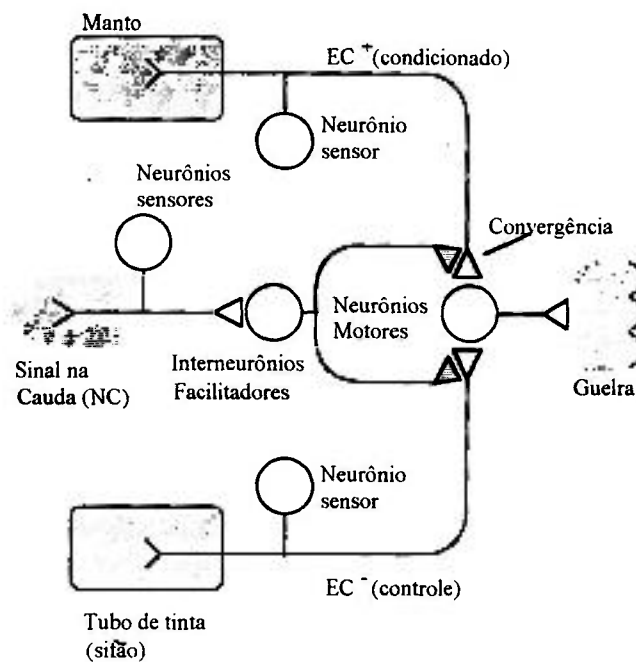 Manto
EC + (condicionado)
Neurônio
sensor
Neurônios
sensores
Convergência
Neurônios
Motores
Interneurônios
Facilitadores
Sinal na
Cauda (NC)
Guelra
Neurônio
sensor
EC - (controle)
Tubo de tinta
(sifão)